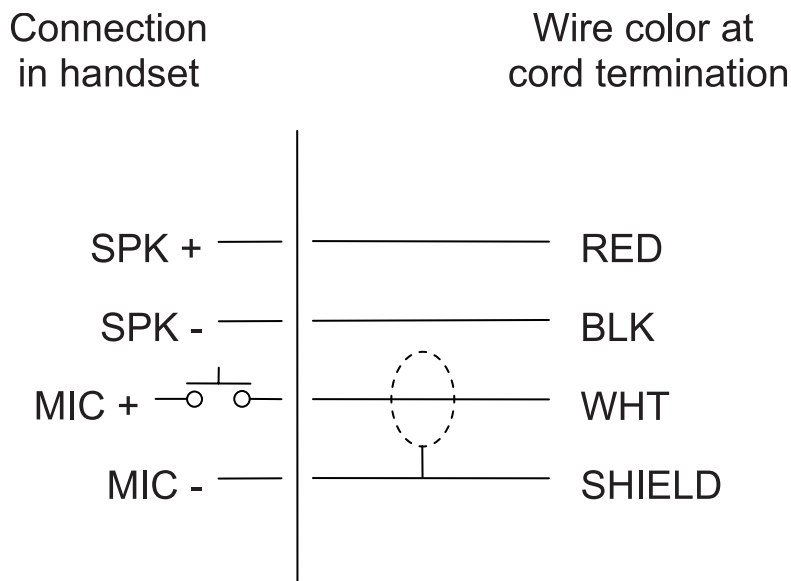 Connection
in handset
Wire color at
cord termination
SPK + RED
SPK - BLK
MIC + WHT
MIC - SHIELD